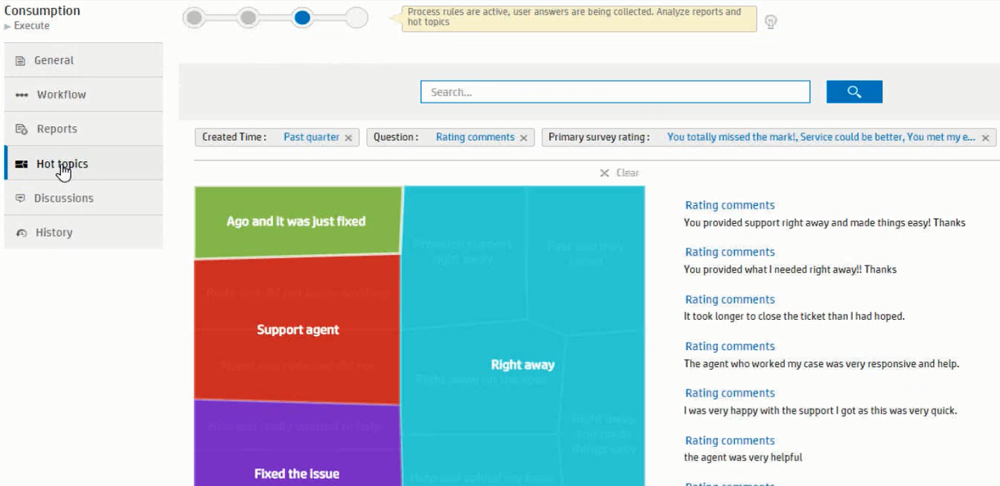 Consumption
Execute
Process rules are active, user answers are being collected. Analyze reports and
hot topics
General
Workflow
Reports
Hot topics
Discussions
History
Search...
Created Time : Past quarter
Question : Rating comments
Primary survey rating : You totally missed the mark!, Service could be better, You met my e...
Clear
Ago and it was just fixed
Support agent
Fixed the issue
Provided support
right away
Right away
Right away on the spot
Right away
and made
things easy
Help and solved my issue
Rating comments
You provided support right away and made things easy! Thanks
Rating comments
You provided what I needed right away!! Thanks
Rating comments
It took longer to close the ticket than I had hoped.
Rating comments
The agent who worked my case was very responsive and help.
Rating comments
I was very happy with the support I got as this was very quick.
Rating comments
the agent was very helpful
Rating comments